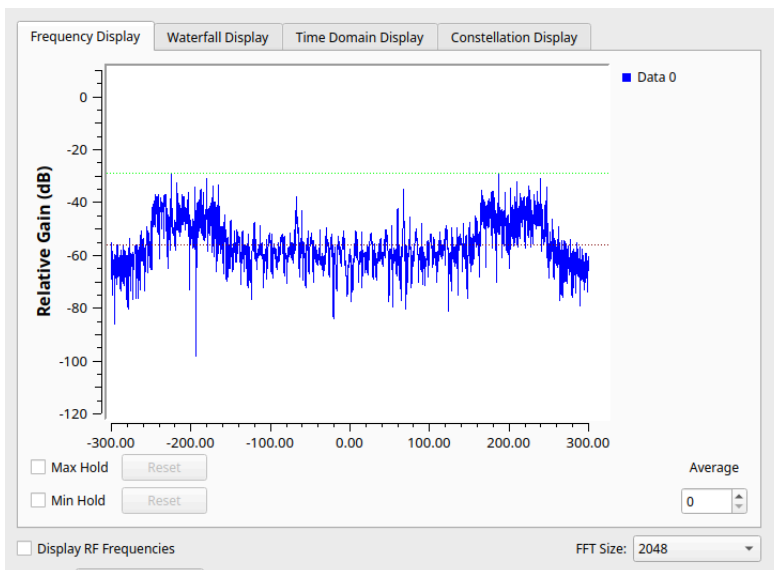 Frequency Display Waterfall Display Time Domain Display Constellation Display
Data 0
Relative Gain (dB)
0
-20
-40
-60
-80
-100
-120
-300.00 -200.00 -100.00 0.00 100.00 200.00 300.00
Max Hold Reset Average
Min Hold Reset 0
Display RF Frequencies FFT Size: 2048